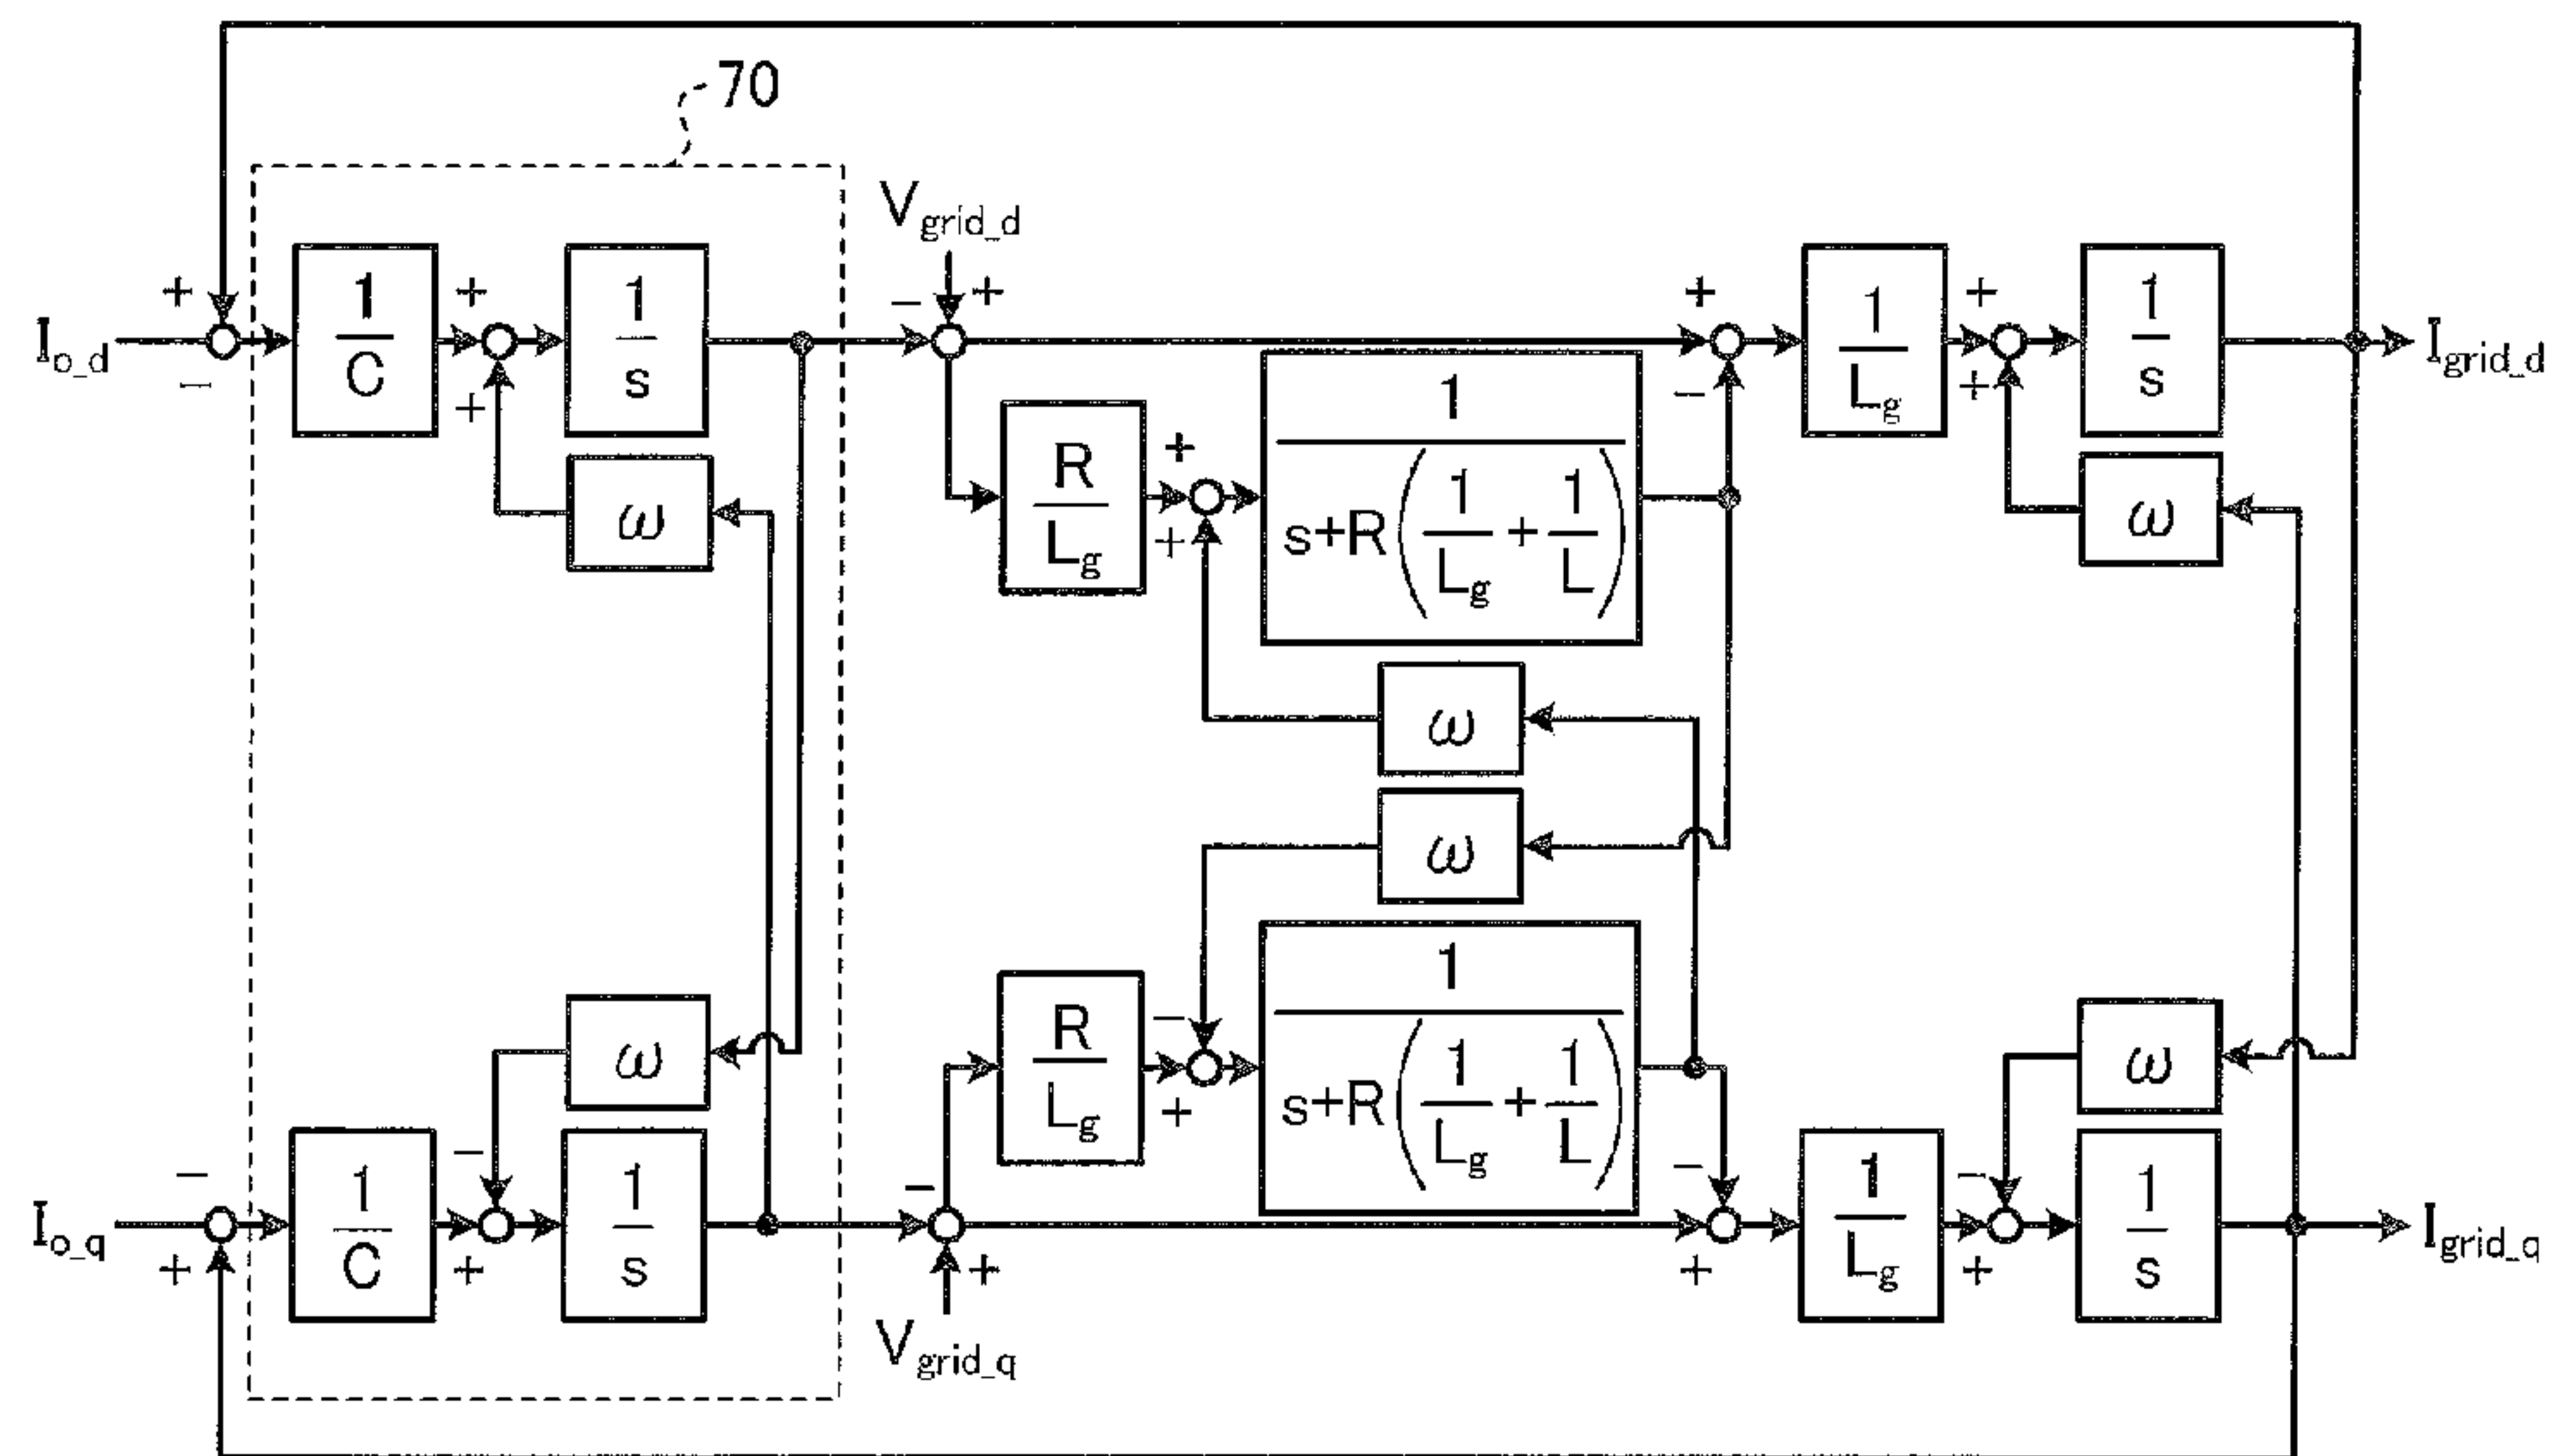 70
V_grid_d
+ + - + + +
I_o_d 1/C 1/s 1/L_g 1/s I_grid_d
- + - +
R/L_g + 1/(s+R(1/L_g+1/L))
+
ω ω
ω
ω
R/L_g - + 1/(s+R(1/L_g+1/L))
ω ω
- - - - -
I_o_q 1/C 1/s 1/L_g 1/s I_grid_q
+ + + + +
V_grid_q